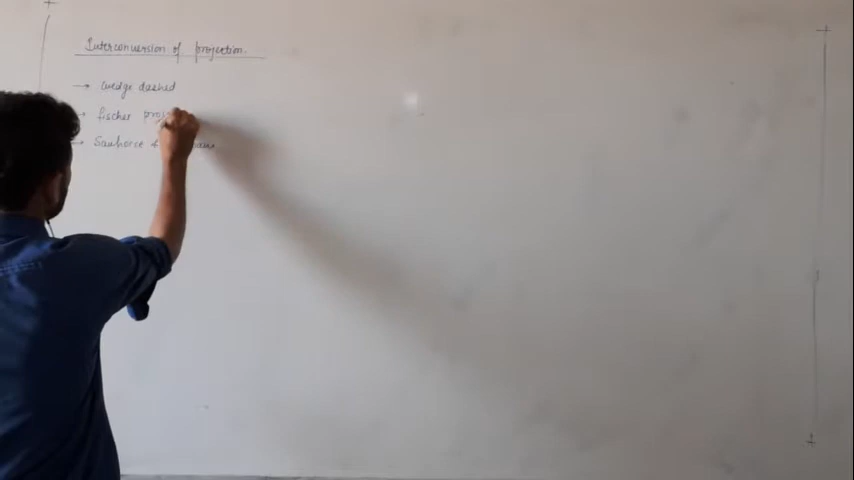 Interconversion of projection.
→ wedge dashed
fischer proj
→ Sawhorse &